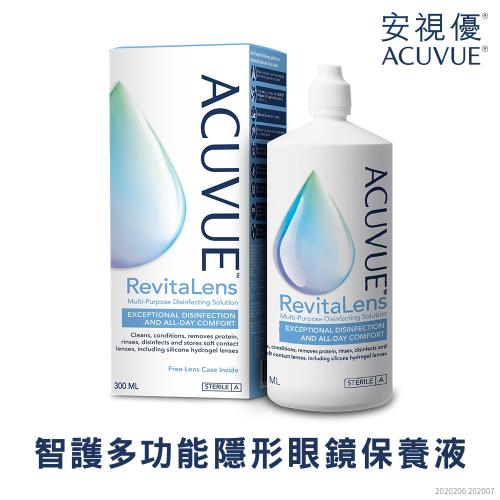 安視優®
ACUVUE®
ACUVUE™
RevitaLens
Multi-Purpose Disinfecting Solution
EXCEPTIONAL DISINFECTION
AND ALL-DAY COMFORT
Cleans, conditions, removes protein,
rinses, disinfects and stores soft contact
lenses, including silicone hydrogel lenses
Free Lens Case Inside
300 ML
STERILE A
ACUVUE™
RevitaLens
Multi-Purpose Disinfecting Solution
EXCEPTIONAL DISINFECTION
AND ALL-DAY COMFORT
conditions, removes protein, rinses, disinfects and
soft contact lenses, including silicone hydrogel lenses
ML
STERILE A
智護多功能隱形眼鏡保養液
2020206 202007